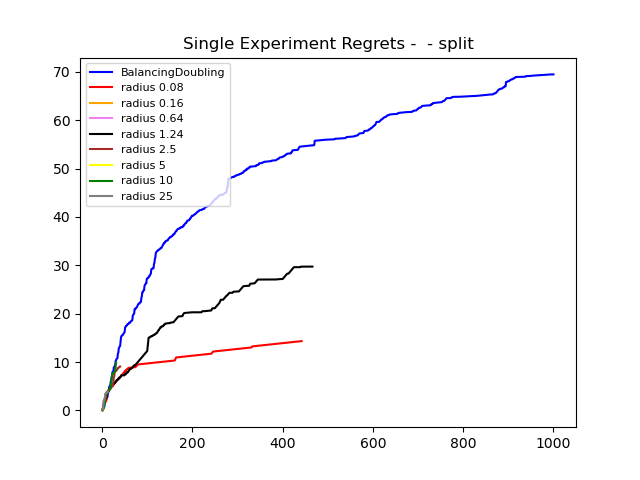 Single Experiment Regrets -  - split
BalancingDoubling
radius 0.08
radius 0.16
radius 0.64
radius 1.24
radius 2.5
radius 5
radius 10
radius 25
70
60
50
40
30
20
10
0
0 200 400 600 800 1000